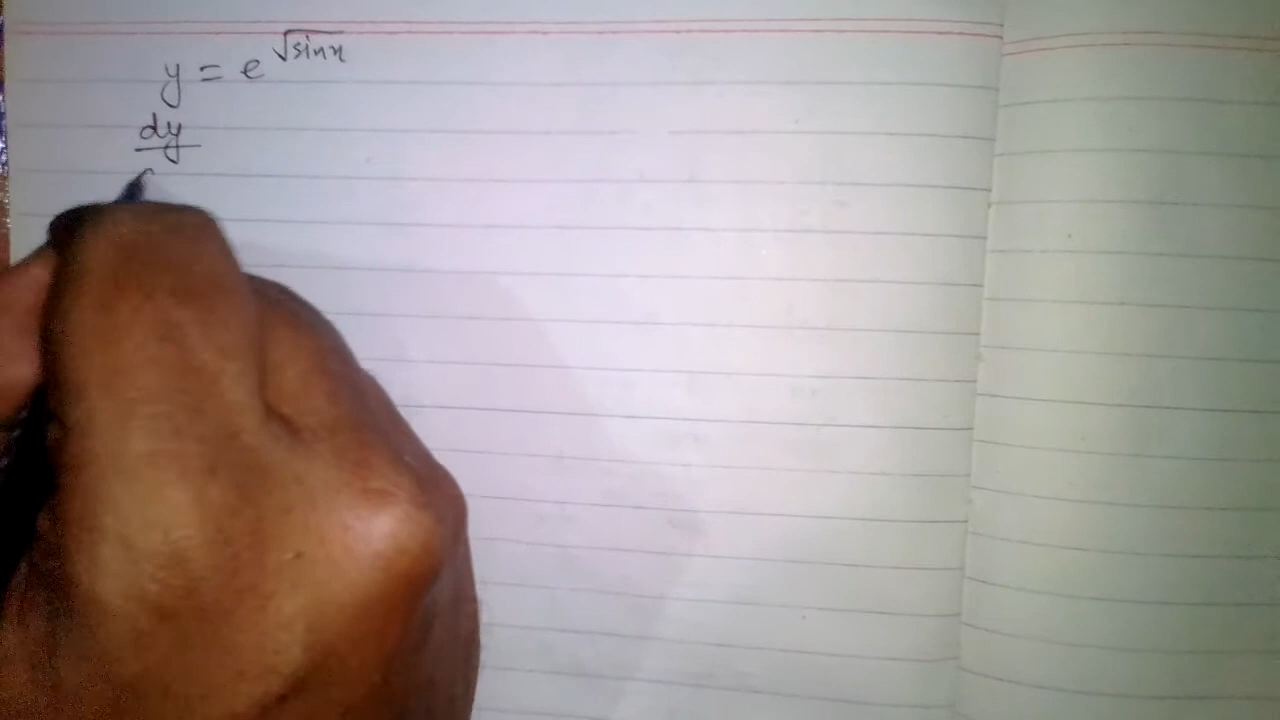 y = e^√sinx
dy